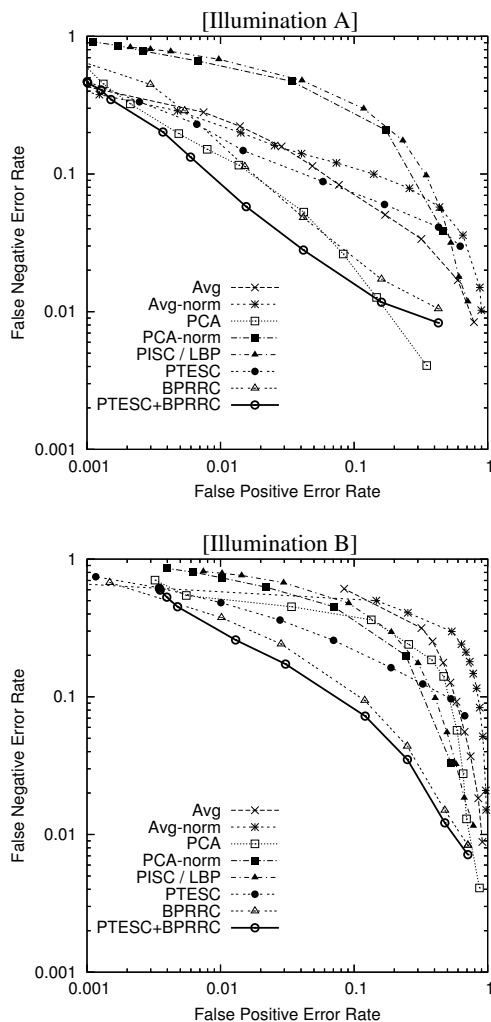 [Illumination A]
1
0.1
0.01
0.001
False Negative Error Rate
Avg
Avg-norm
PCA
PCA-norm
PISC / LBP
PTESC
BPRRC
PTESC+BPRRC
0.001 0.01 0.1 1
False Positive Error Rate
[Illumination B]
1
0.1
0.01
0.001
False Negative Error Rate
Avg
Avg-norm
PCA
PCA-norm
PISC / LBP
PTESC
BPRRC
PTESC+BPRRC
0.001 0.01 0.1 1
False Positive Error Rate